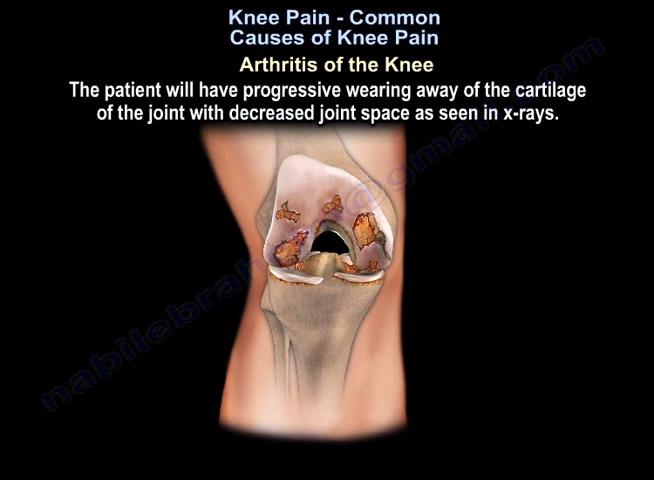 Knee Pain - Common
Causes of Knee Pain
Arthritis of the Knee
The patient will have progressive wearing away of the cartilage
of the joint with decreased joint space as seen in x-rays.